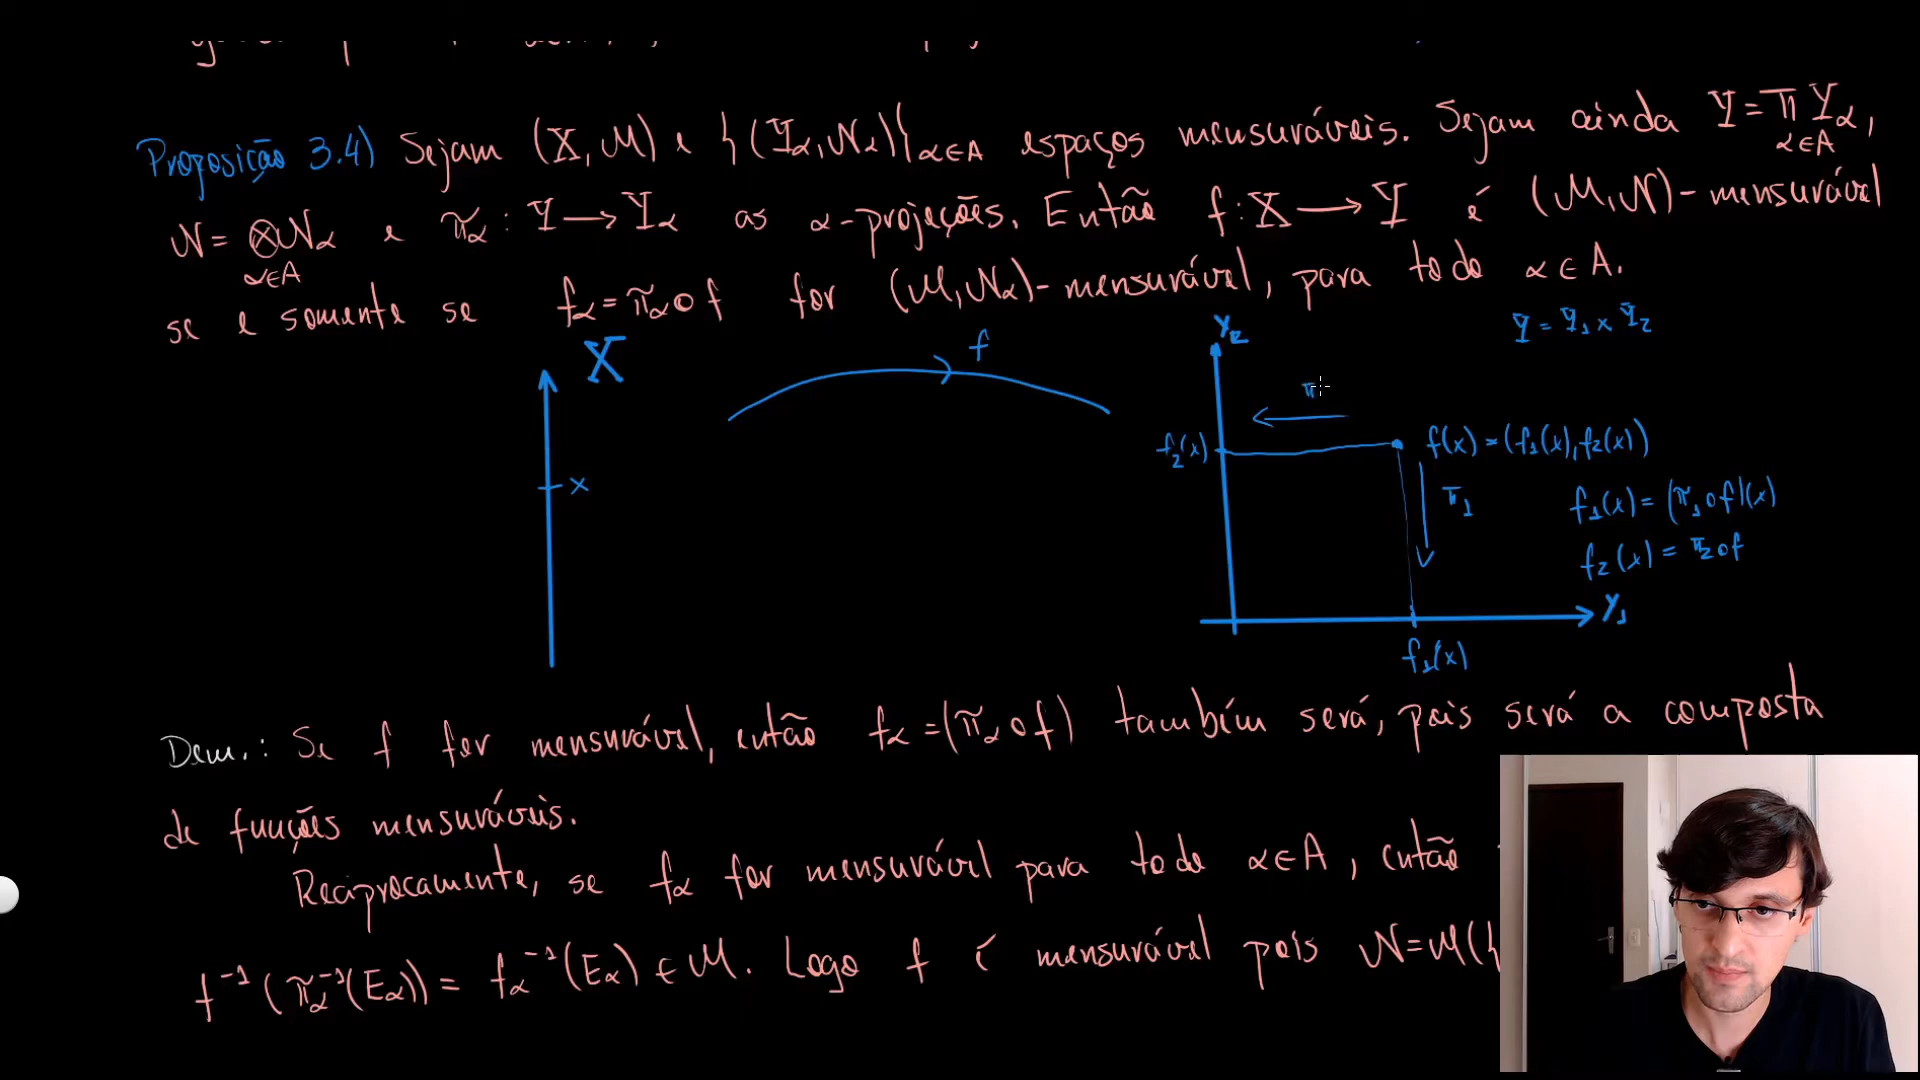 Proposição 3.4) Sejam (X, M) e {(Yα, Nα)}α∈A espaços mensuráveis. Sejam ainda Y = π Yα,
α∈A
N = ⊗Nα e πα : Y → Yα as α-projeções. Então f : X → Y é (M, N)-mensurável
α∈A
se e somente se fα = πα∘f for (M, Nα)-mensurável, para todo α ∈ A.
Y = Y1 x Y2
X
f
Y2
π
x
f2(x)
f(x) = (f1(x), f2(x))
π1
f1(x) = (π1∘f)(x)
f2(x) = π2∘f
Y1
f1(x)
Dem.: Se f for mensurável, então fα = (πα∘f) também será, pois será a composta
de funções mensuráveis.
Reciprocamente, se fα for mensurável para todo α∈A, então
f⁻¹(πα⁻¹(Eα)) = fα⁻¹(Eα) ∈ M. Logo f é mensurável pois N = M({